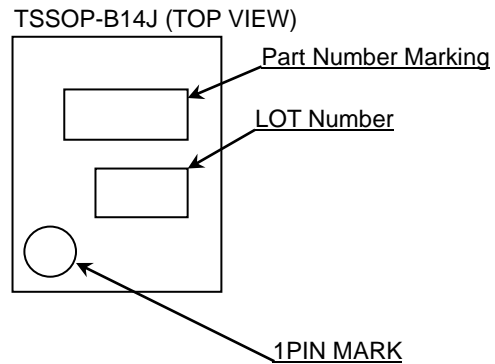 TSSOP-B14J (TOP VIEW)
Part Number Marking
LOT Number
1PIN MARK